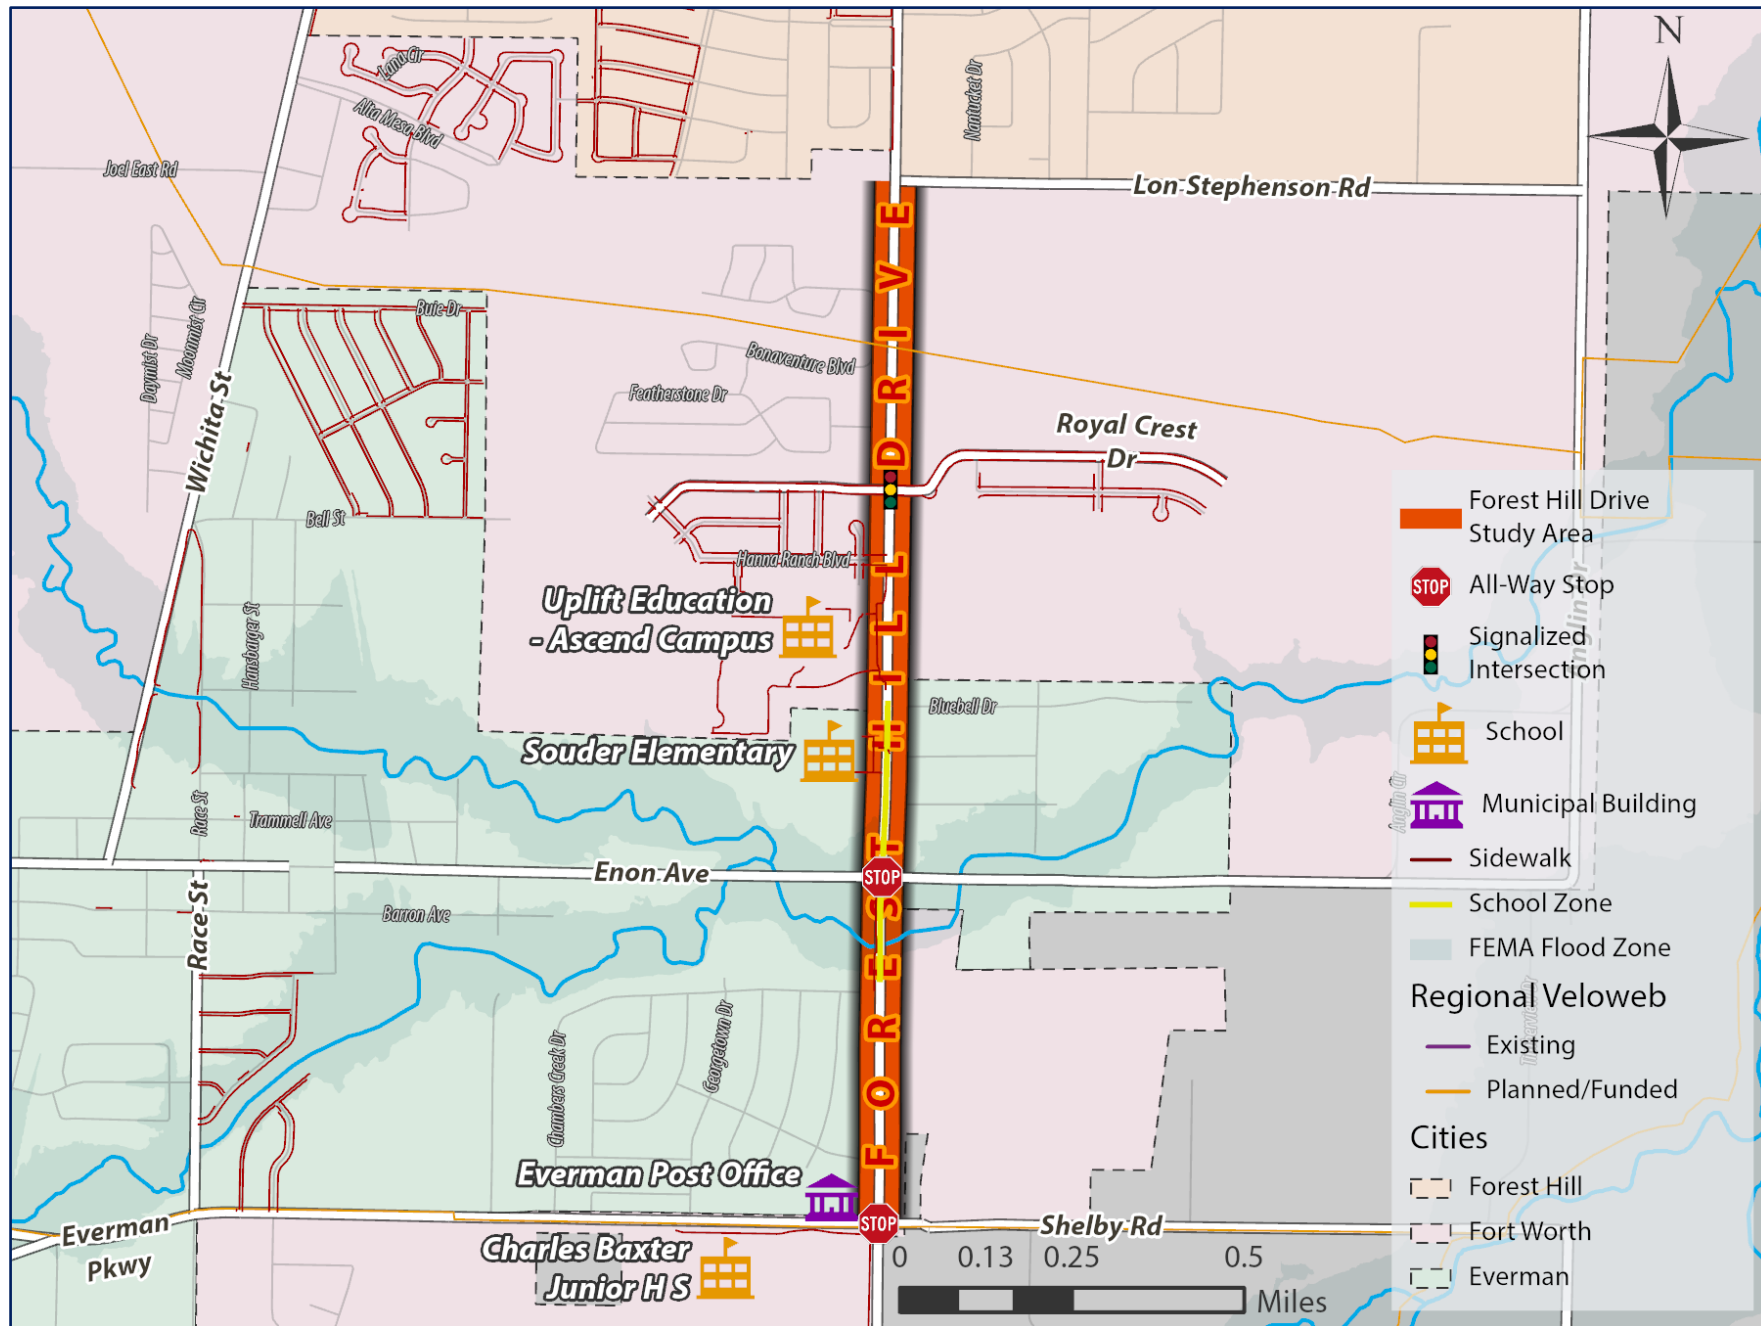 N
Lana Cir
Alta Mesa Blvd
Nantucket Dr
Joel East Rd
Lon Stephenson Rd
Daymist Dr
Moonmist Cir
Buie Dr
Bonaventure Blvd
Featherstone Dr
Wichita St
Royal Crest
Dr
Bell St
Hanna Ranch Blvd
Uplift Education
- Ascend Campus
Hansbarger St
Bluebell Dr
Souder Elementary
Race St
Trammell Ave
FOREST HILL DRIVE
Enon Ave
STOP
Barron Ave
Race St
Georgetown Dr
Chambers Creek Dr
Everman Post Office
Everman
Pkwy
STOP
Shelby Rd
Charles Baxter
Junior H S
0 0.13 0.25 0.5
Miles
Anglin Cir
Forest Hill Drive
Study Area
STOP All-Way Stop
Signalized
Intersection
School
Municipal Building
Sidewalk
School Zone
FEMA Flood Zone
Regional Veloweb
Existing
Planned/Funded
Cities
Forest Hill
Fort Worth
Everman